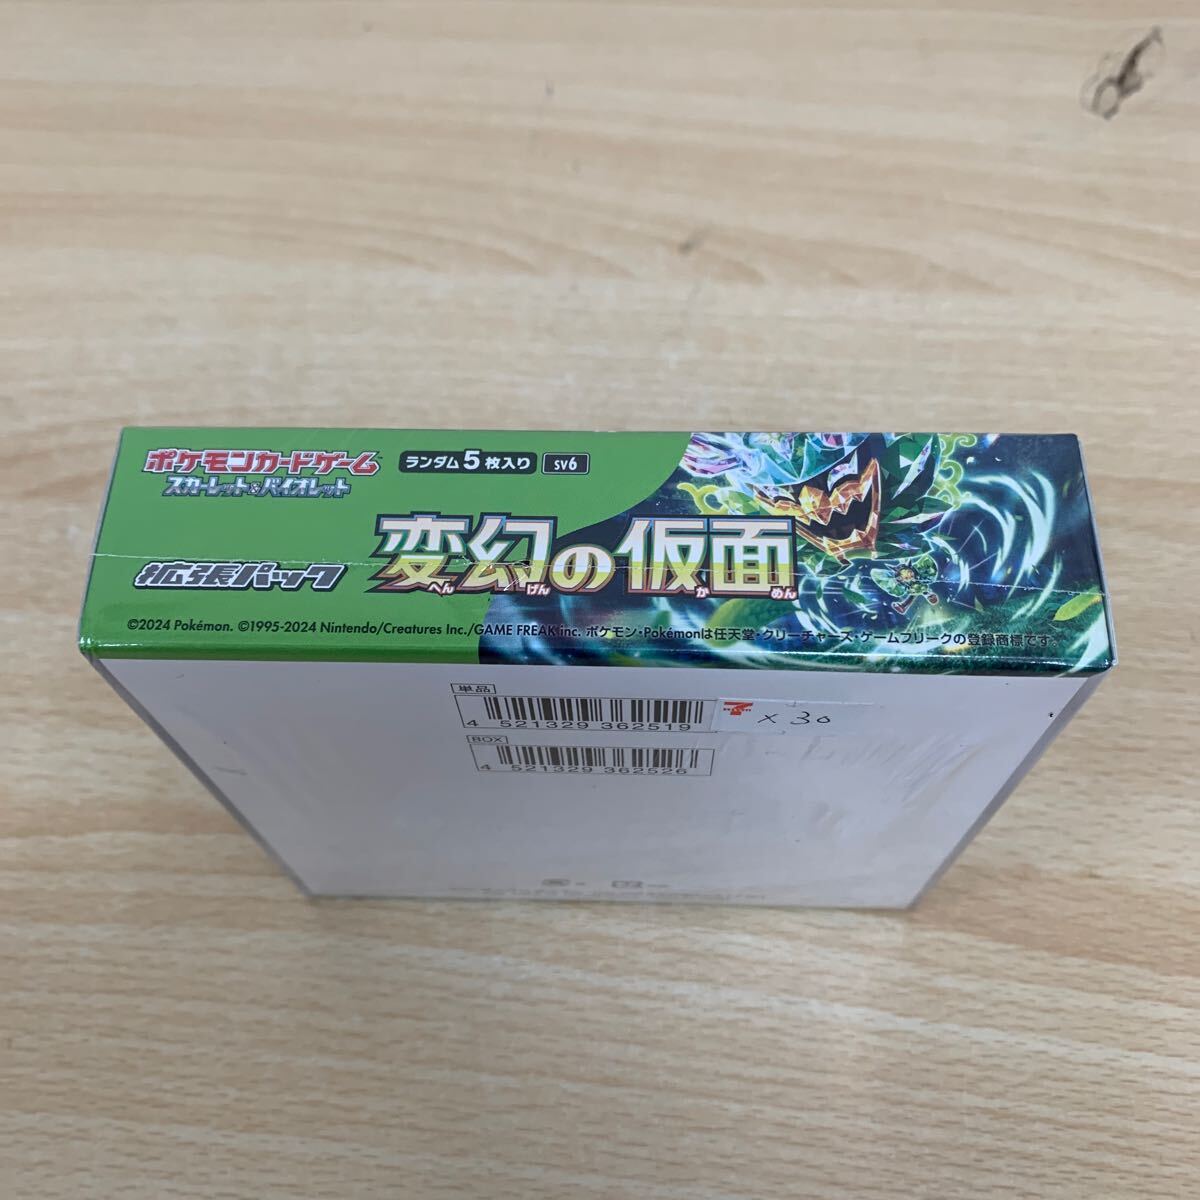 ポケモンカードゲーム
スカーレット&バイオレット
ランダム5枚入り
SV6
拡張パック
変幻の仮面
へん げん か めん
©2024 Pokémon. ©1995-2024 Nintendo/Creatures Inc./GAME FREAK inc. ポケモン・Pokémonは任天堂・クリーチャーズ・ゲームフリークの登録商標です。
単品
4 521329 362519
× 30
BOX
4 521329 362526